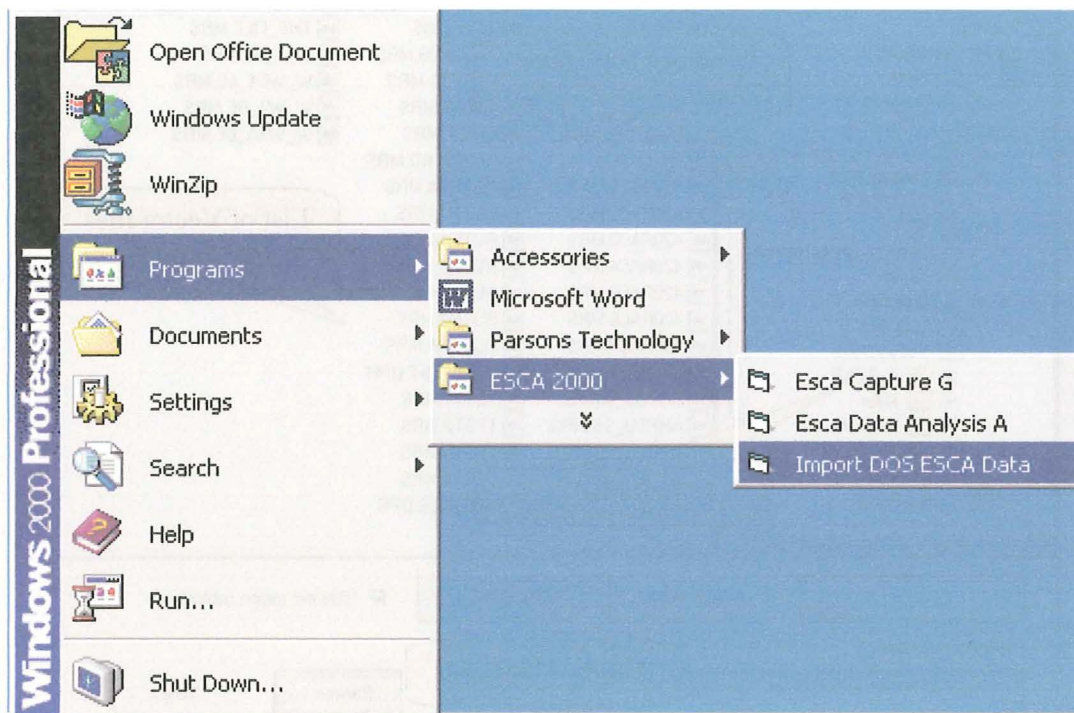 Windows 2000 Professional
Open Office Document
Windows Update
WinZip
Programs
Documents
Settings
Search
Help
Run...
Shut Down...
Accessories
Microsoft Word
Parsons Technology
ESCA 2000
Esca Capture G
Esca Data Analysis A
Import DOS ESCA Data